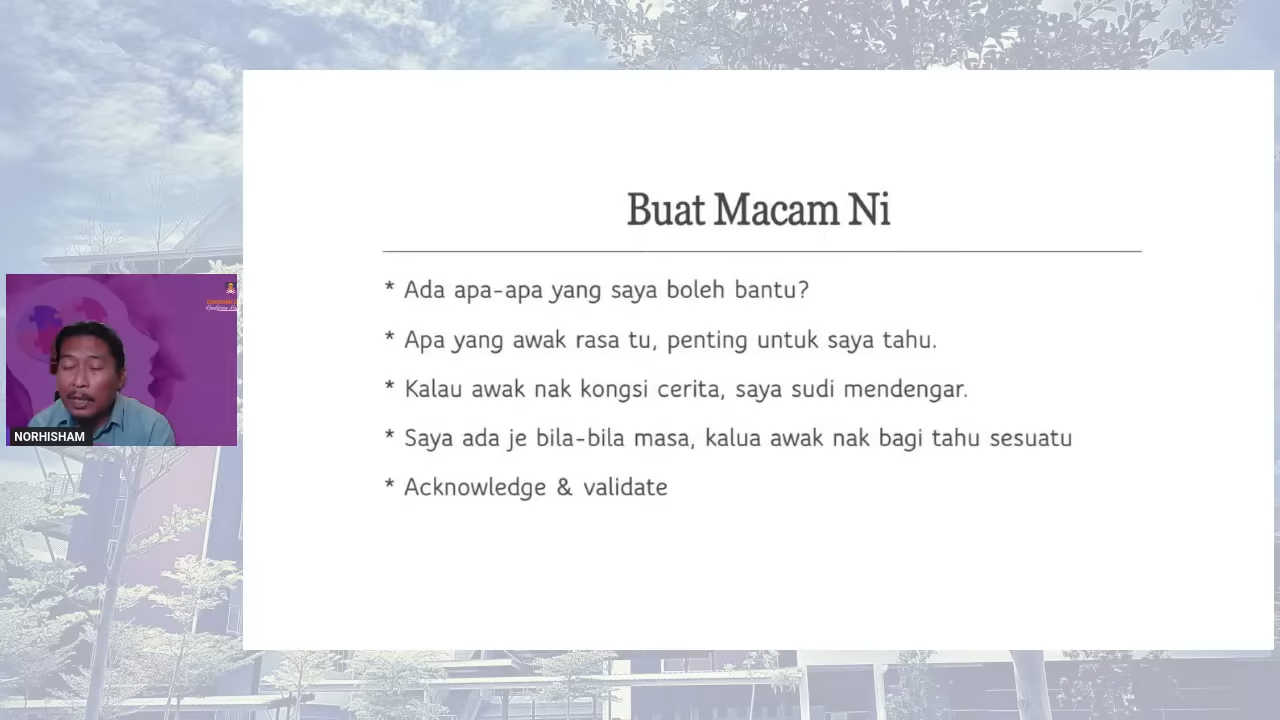 Buat Macam Ni
* Ada apa-apa yang saya boleh bantu?
* Apa yang awak rasa tu, penting untuk saya tahu.
* Kalau awak nak kongsi cerita, saya sudi mendengar.
* Saya ada je bila-bila masa, kalua awak nak bagi tahu sesuatu
* Acknowledge & validate
NORHISHAM